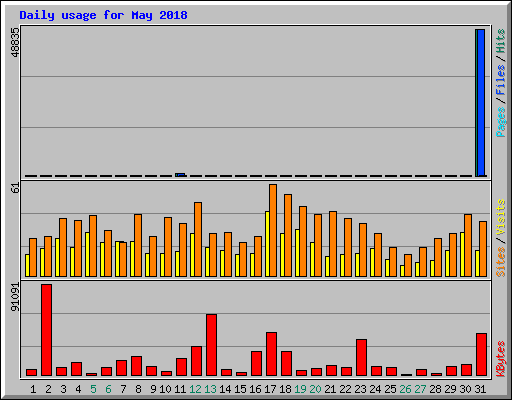 Daily usage for May 2018
48835
Pages / Files / Hits
61
Sites / Visits
91091
KBytes
1 2 3 4 5 6 7 8 9 10 11 12 13 14 15 16 17 18 19 20 21 22 23 24 25 26 27 28 29 30 31